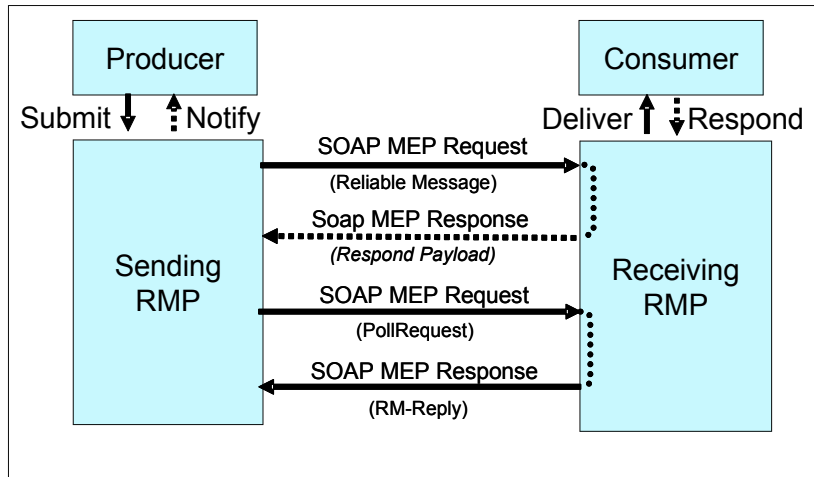 Producer
Consumer
Submit
Notify
Deliver
Respond
SOAP MEP Request
(Reliable Message)
Soap MEP Response
(Respond Payload)
Sending
RMP
Receiving
RMP
SOAP MEP Request
(PollRequest)
SOAP MEP Response
(RM-Reply)